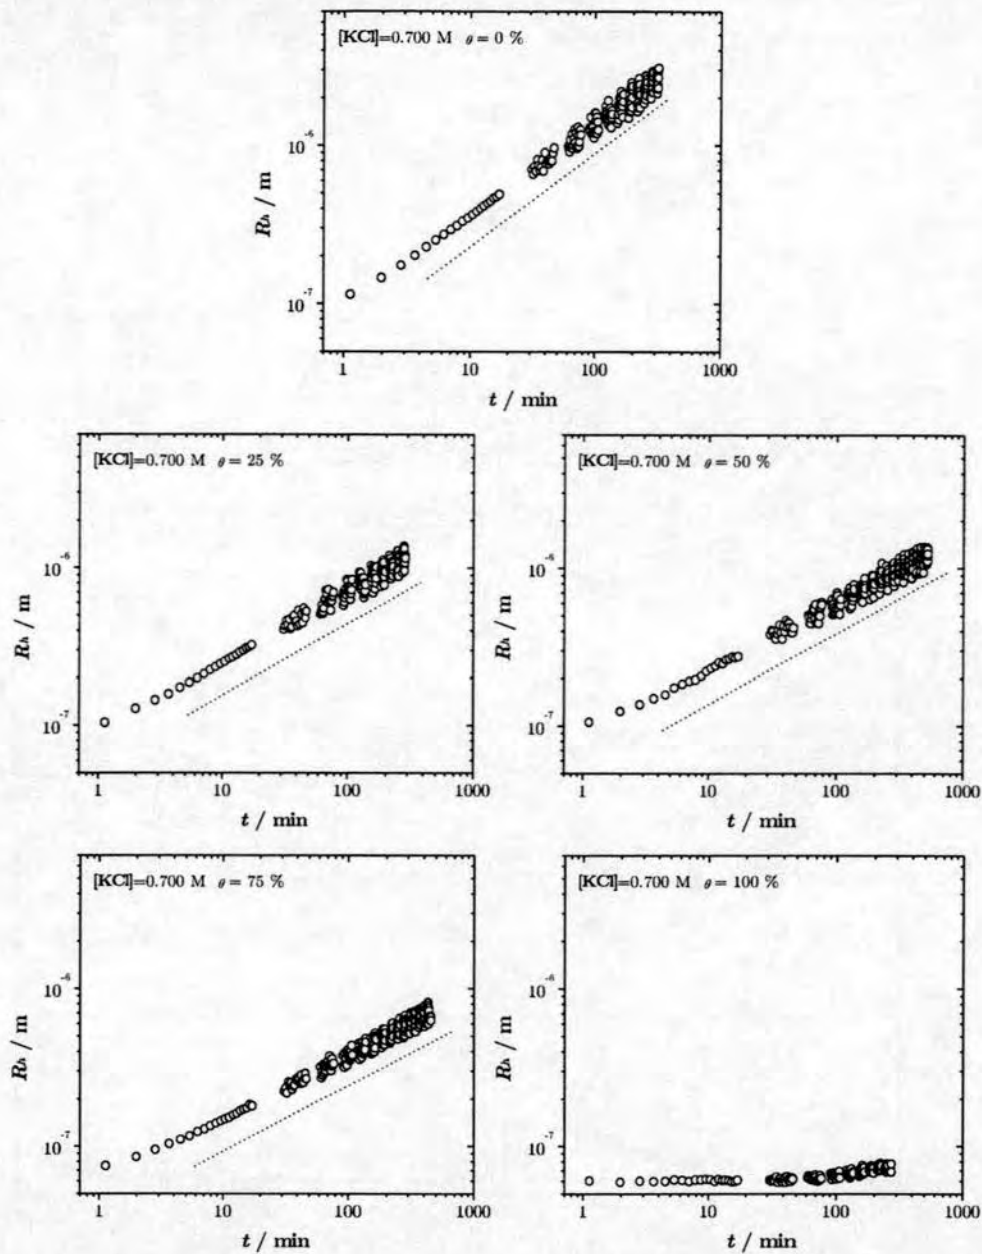 [KCl]=0.700 M θ = 0 %
10⁻⁶
10⁻⁷
Rₕ / m
1 10 100 1000
t / min
[KCl]=0.700 M θ = 25 %
10⁻⁶
10⁻⁷
Rₕ / m
1 10 100 1000
t / min
[KCl]=0.700 M θ = 50 %
10⁻⁶
10⁻⁷
Rₕ / m
1 10 100 1000
t / min
[KCl]=0.700 M θ = 75 %
10⁻⁶
10⁻⁷
Rₕ / m
1 10 100 1000
t / min
[KCl]=0.700 M θ = 100 %
10⁻⁶
10⁻⁷
Rₕ / m
1 10 100 1000
t / min